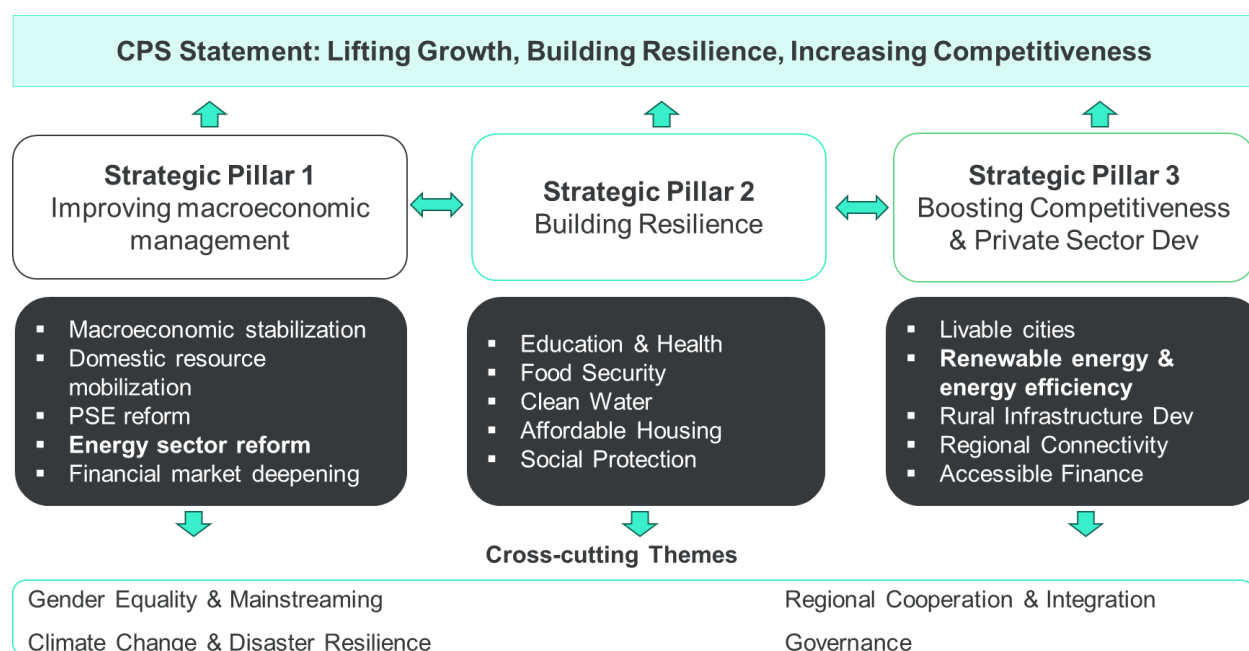 CPS Statement: Lifting Growth, Building Resilience, Increasing Competitiveness
Strategic Pillar 1
Improving macroeconomic
management
Strategic Pillar 2
Building Resilience
Strategic Pillar 3
Boosting Competitiveness
& Private Sector Dev
▪ Macroeconomic stabilization
▪ Domestic resource
mobilization
▪ PSE reform
▪ Energy sector reform
▪ Financial market deepening
▪ Education & Health
▪ Food Security
▪ Clean Water
▪ Affordable Housing
▪ Social Protection
▪ Livable cities
▪ Renewable energy &
energy efficiency
▪ Rural Infrastructure Dev
▪ Regional Connectivity
▪ Accessible Finance
Cross-cutting Themes
Gender Equality & Mainstreaming
Climate Change & Disaster Resilience
Regional Cooperation & Integration
Governance